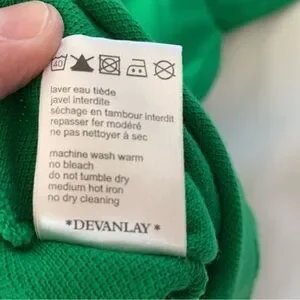 40
laver eau tiède
javel interdite
séchage en tambour interdit
repasser fer modéré
ne pas nettoyer à sec
machine wash warm
no bleach
do not tumble dry
medium hot iron
no dry cleaning
*DEVANLAY*